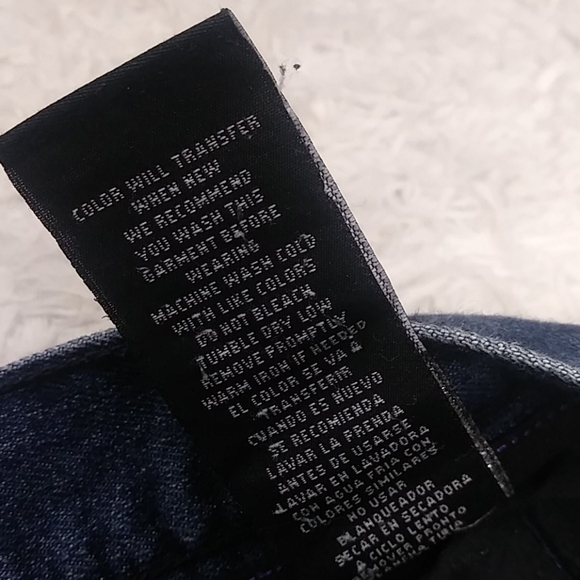 COLOR WILL TRANSFER
WHEN NEW
WE RECOMMEND
YOU WASH THIS
GARMENT BEFORE
WEARING
MACHINE WASH COLD
WITH LIKE COLORS
DO NOT BLEACH
TUMBLE DRY LOW
REMOVE PROMPTLY
WARM IRON IF NEEDED
EL COLOR SE VA A
TRANSFERIR
CUANDO ES NUEVO
SE RECOMIENDA
LAVAR LA PRENDA
ANTES DE USARSE
LAVAR EN LAVADORA
CON AGUA FRIA CON
COLORES SIMILARES
NO USAR
BLANQUEADOR
SECAR EN SECADORA
A CICLO LENTO